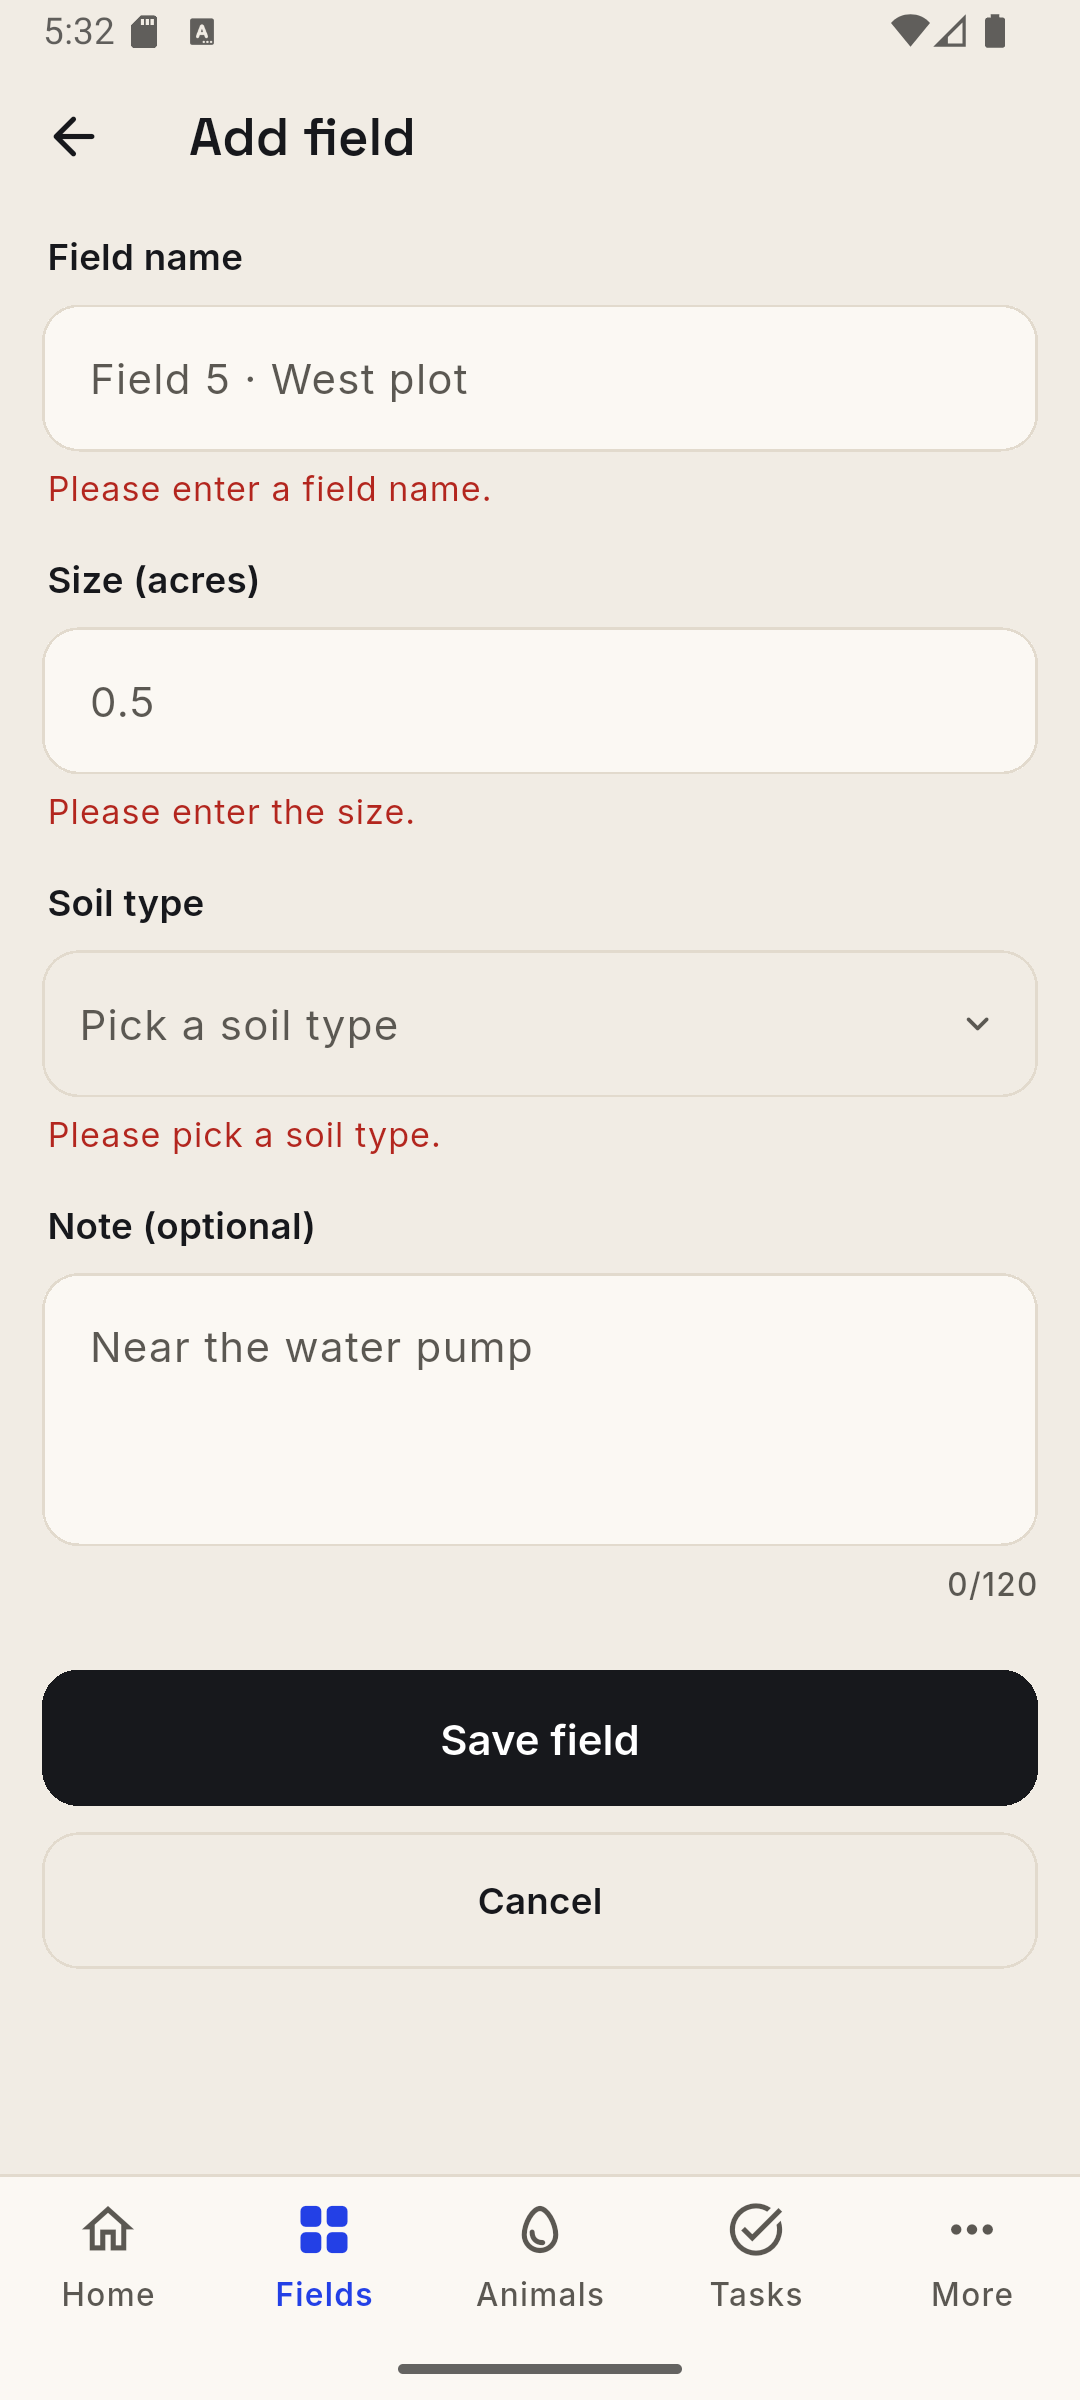 5:32
Add field
Field name
Field 5 · West plot
Please enter a field name.
Size (acres)
0.5
Please enter the size.
Soil type
Pick a soil type
Please pick a soil type.
Note (optional)
Near the water pump
0/120
Save field
Cancel
Home Fields Animals Tasks More